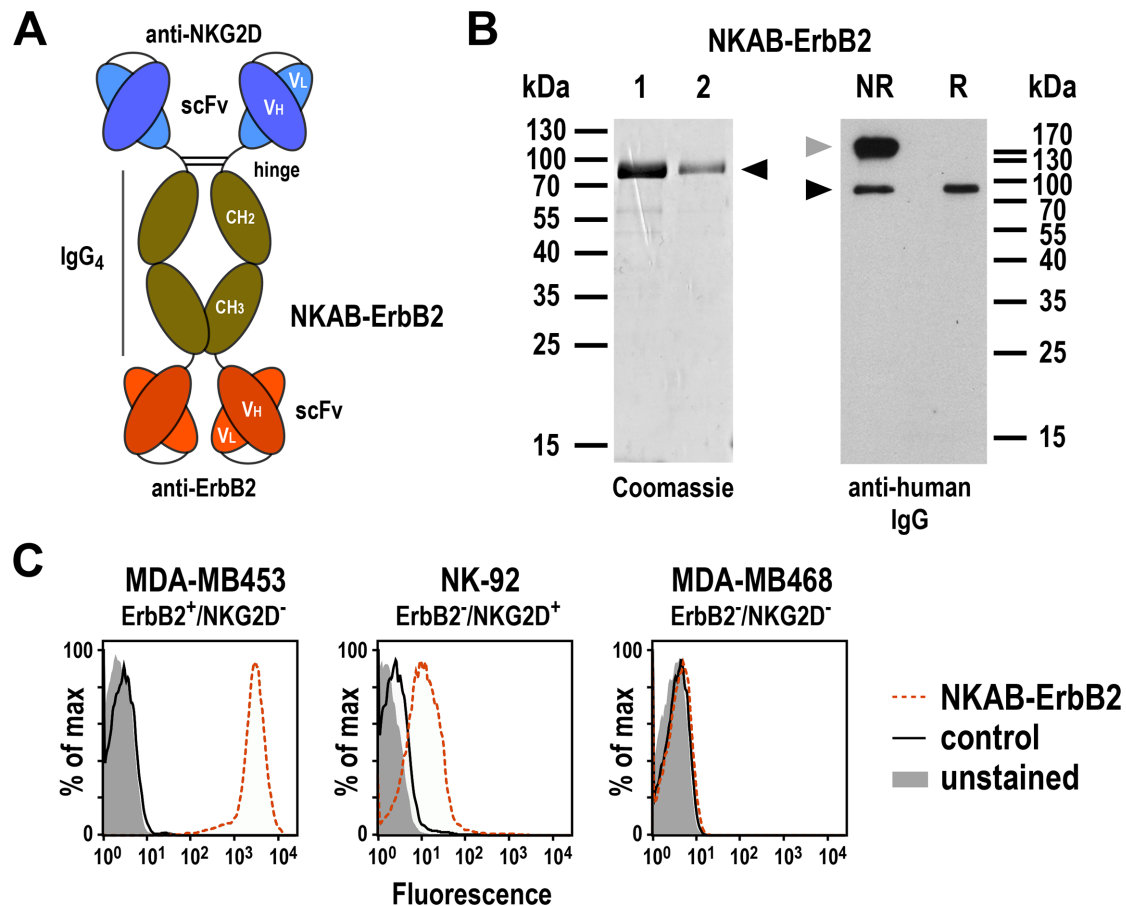 A
anti-NKG2D
scFv
VL
VH
hinge
CH2
IgG4
CH3
NKAB-ErbB2
VH
scFv
VL
anti-ErbB2
B
NKAB-ErbB2
kDa 1 2
130
100
70
55
40
35
25
15
Coomassie
NR R kDa
170
130
100
70
55
40
35
25
15
anti-human
IgG
C
MDA-MB453
ErbB2+/NKG2D-
100
% of max
0
10^0 10^1 10^2 10^3 10^4
NK-92
ErbB2-/NKG2D+
100
% of max
0
10^0 10^1 10^2 10^3 10^4
MDA-MB468
ErbB2-/NKG2D-
100
% of max
0
10^0 10^1 10^2 10^3 10^4
Fluorescence
NKAB-ErbB2
control
unstained